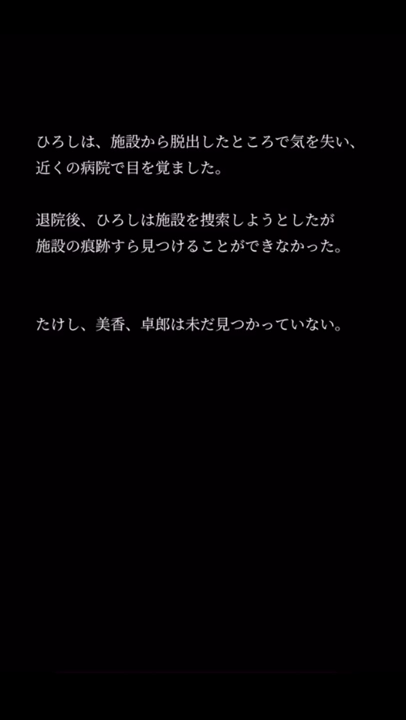 ひろしは、施設から脱出したところで気を失い、
近くの病院で目を覚ました。
退院後、ひろしは施設を捜索しようとしたが
施設の痕跡すら見つけることができなかった。
たけし、美香、卓郎は未だ見つかっていない。